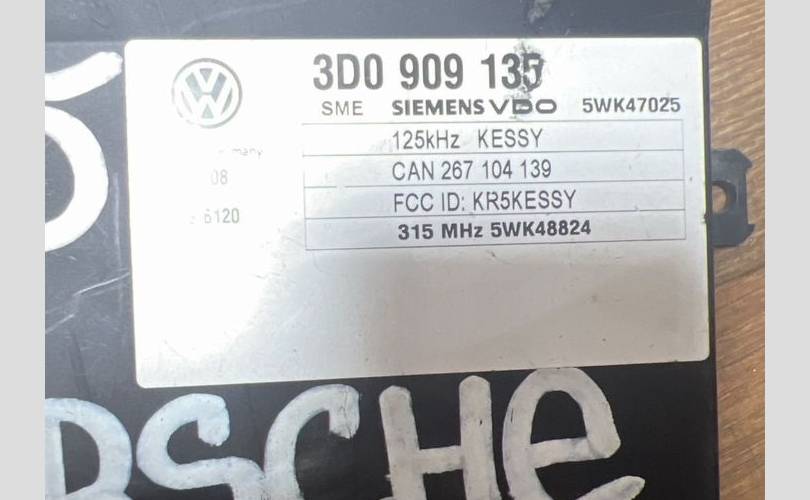 3D0 909 135
SME SIEMENS VDO 5WK47025
125kHz KESSY
CAN 267 104 139
FCC ID: KR5KESSY
315 MHz 5WK48824
08
6120
RSCHe